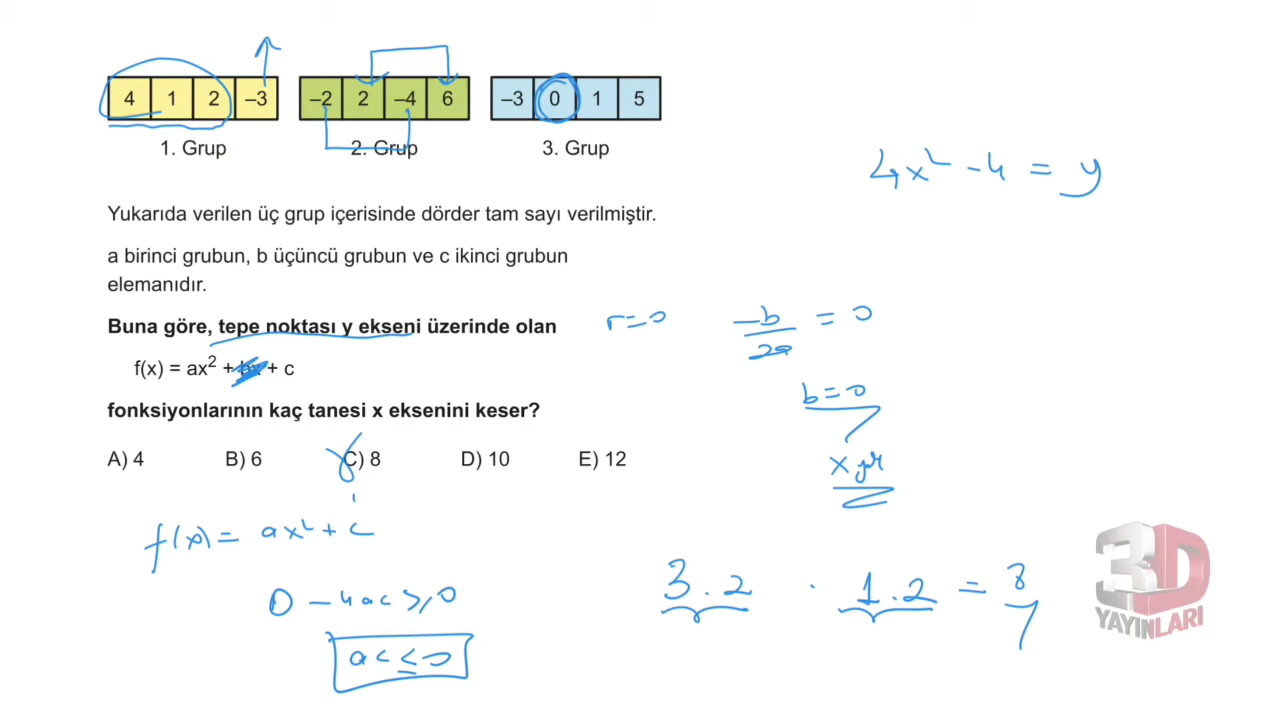 4 1 2 –3 –2 2 –4 6 –3 0 1 5
1. Grup 2. Grup 3. Grup
4x² - 4 = y
Yukarıda verilen üç grup içerisinde dörder tam sayı verilmiştir.
a birinci grubun, b üçüncü grubun ve c ikinci grubun
elemanıdır.
Buna göre, tepe noktası y ekseni üzerinde olan
r=0 -b/2a = 0
f(x) = ax² + bx + c
b=0
fonksiyonlarının kaç tanesi x eksenini keser?
A) 4 B) 6 C) 8 D) 10 E) 12
f(x) = ax² + c
0 - 4ac ≥ 0
3.2 · 1.2 = 8
ac ≤ 0
3D
YAYINLARI